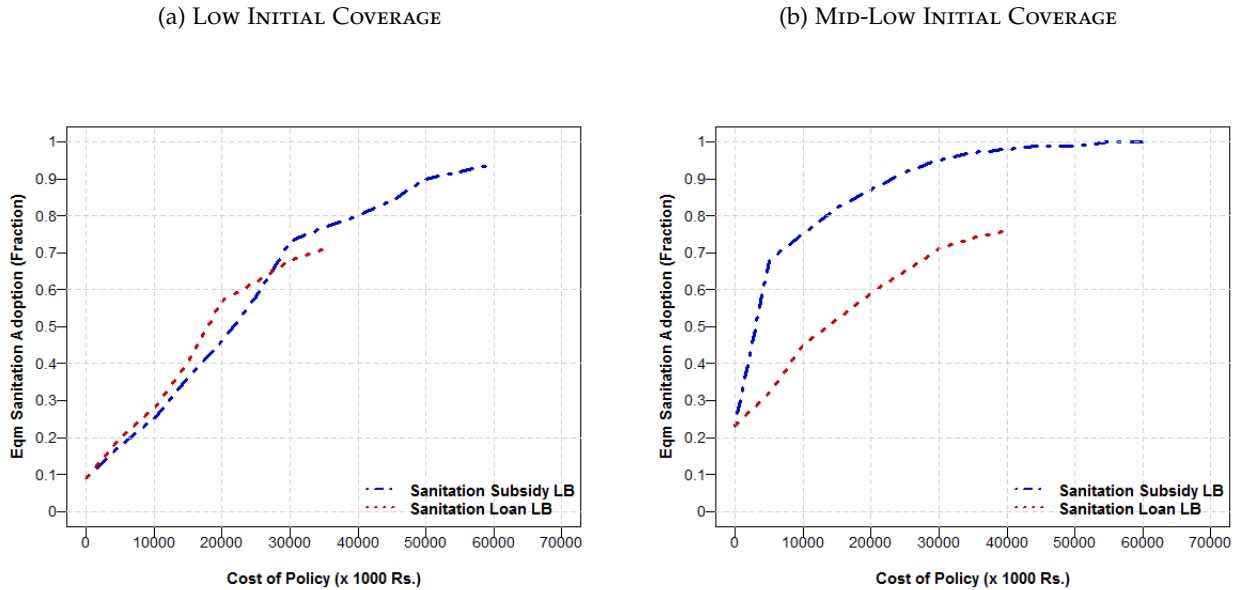 (a) Low Initial Coverage
(b) Mid-Low Initial Coverage
Eqm Sanitation Adoption (Fraction)
1
0.9
0.8
0.7
0.6
0.5
0.4
0.3
0.2
0.1
0
Sanitation Subsidy LB
Sanitation Loan LB
0 10000 20000 30000 40000 50000 60000 70000
Cost of Policy (x 1000 Rs.)
Eqm Sanitation Adoption (Fraction)
1
0.9
0.8
0.7
0.6
0.5
0.4
0.3
0.2
0.1
0
Sanitation Subsidy LB
Sanitation Loan LB
0 10000 20000 30000 40000 50000 60000 70000
Cost of Policy (x 1000 Rs.)